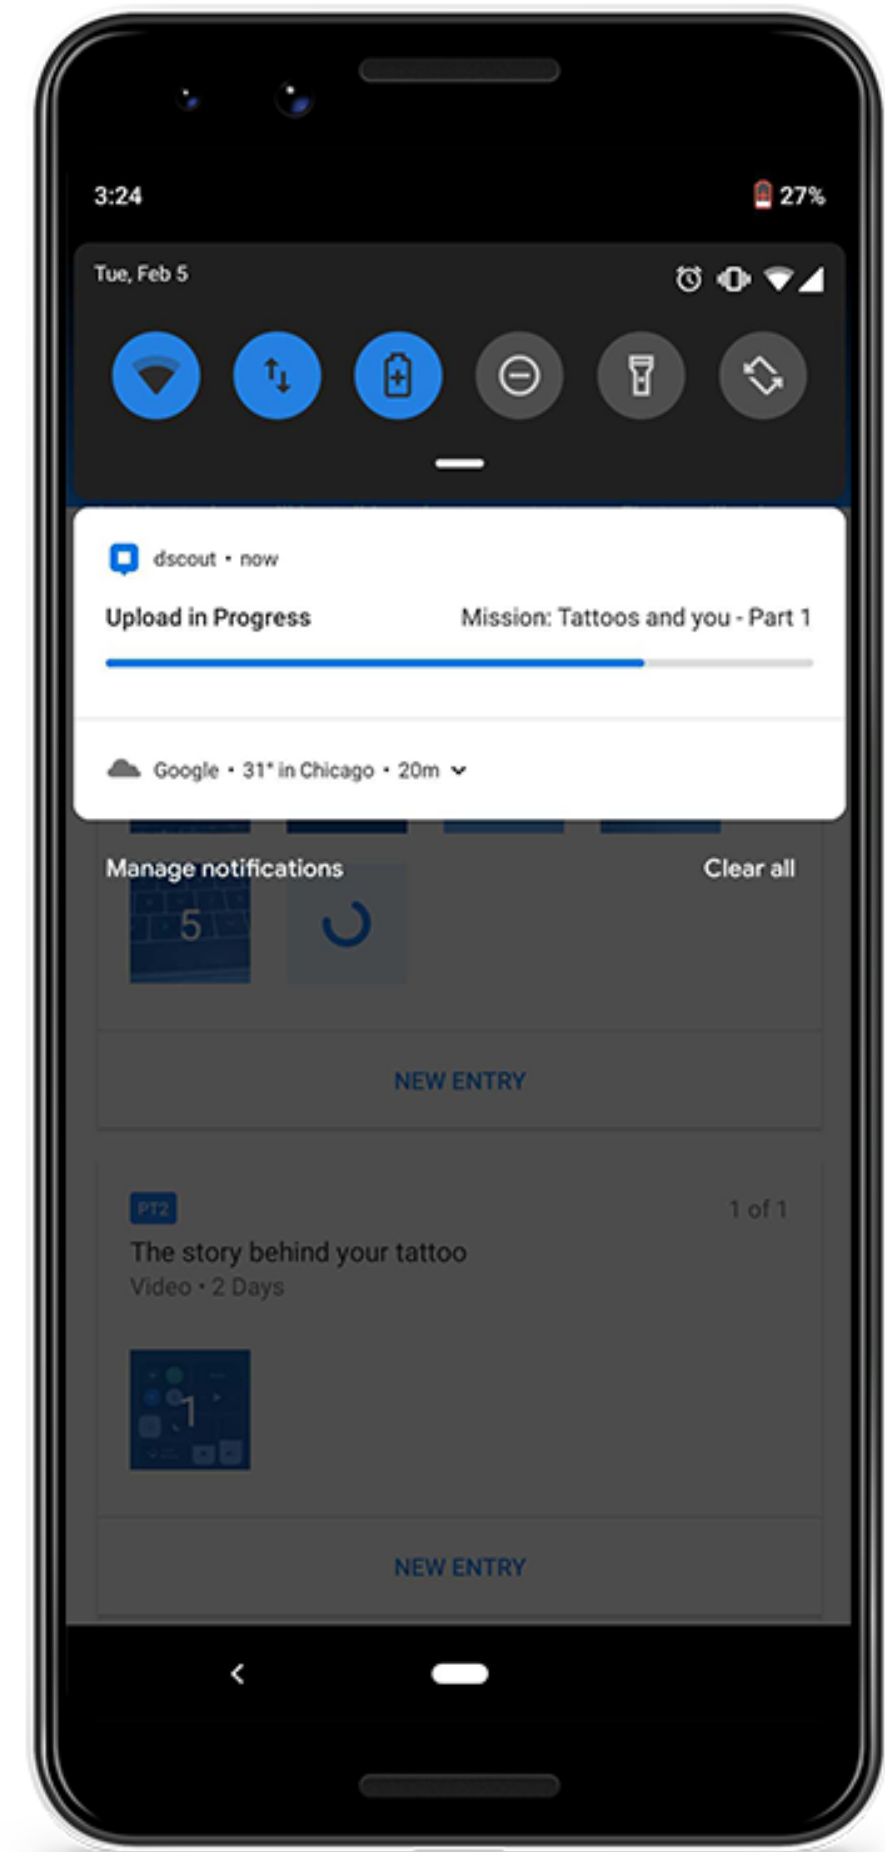 3:24 27%
Tue, Feb 5
dscout • now
Upload in Progress Mission: Tattoos and you - Part 1
Google • 31° in Chicago • 20m
Manage notifications Clear all
5
NEW ENTRY
PT2 1 of 1
The story behind your tattoo
Video • 2 Days
1
NEW ENTRY